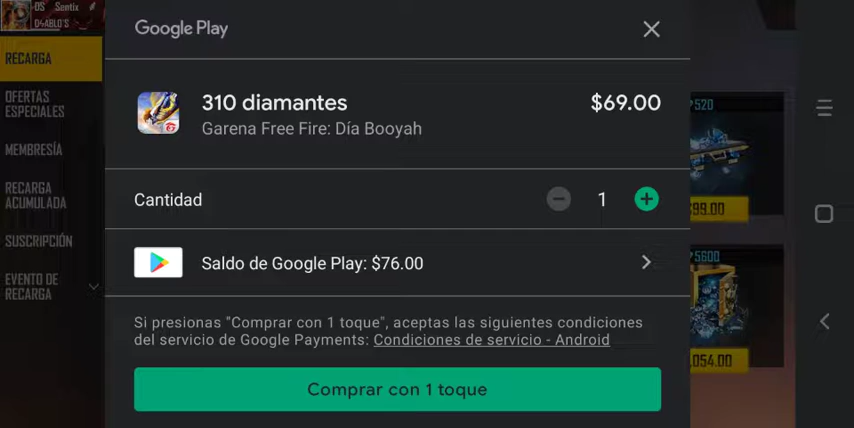 OS Sentix
D¡ABLO'S
RECARGA
OFERTAS
ESPECIALES
MEMBRESÍA
RECARGA
ACUMULADA
SUSCRIPCIÓN
EVENTO DE
RECARGA
Google Play
310 diamantes
$69.00
Garena Free Fire: Día Booyah
Cantidad
1
Saldo de Google Play: $76.00
Si presionas "Comprar con 1 toque", aceptas las siguientes condiciones
del servicio de Google Payments: Condiciones de servicio - Android
Comprar con 1 toque
520
99.00
5600
,054.00